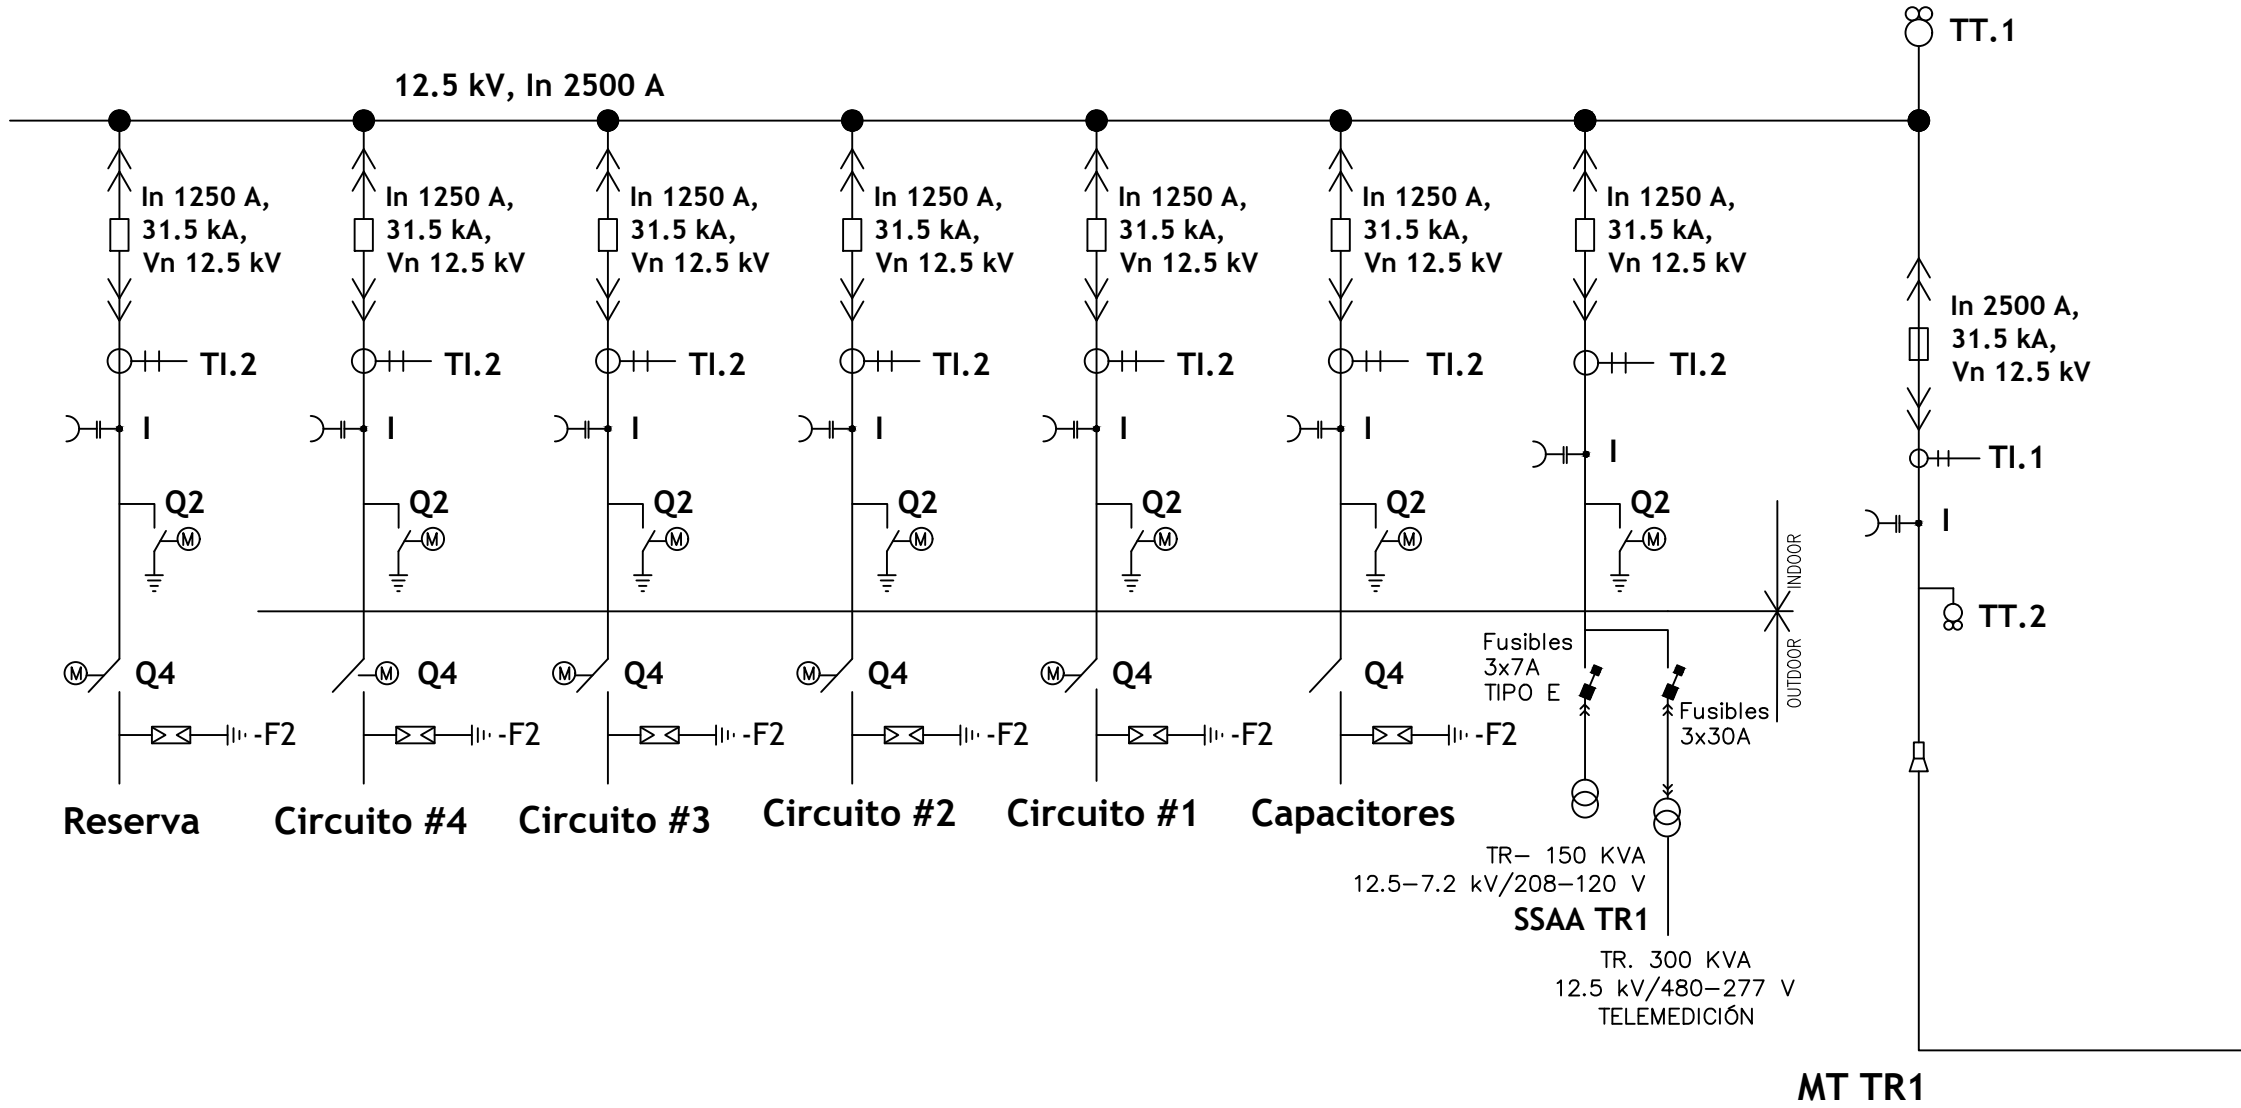 TT.1
12.5 kV, In 2500 A
In 1250 A,
31.5 kA,
Vn 12.5 kV
In 1250 A,
31.5 kA,
Vn 12.5 kV
In 1250 A,
31.5 kA,
Vn 12.5 kV
In 1250 A,
31.5 kA,
Vn 12.5 kV
In 1250 A,
31.5 kA,
Vn 12.5 kV
In 1250 A,
31.5 kA,
Vn 12.5 kV
In 1250 A,
31.5 kA,
Vn 12.5 kV
In 2500 A,
31.5 kA,
Vn 12.5 kV
TI.2
TI.2
TI.2
TI.2
TI.2
TI.2
TI.2
TI.1
I
I
I
I
I
I
I
I
Q2
Q2
Q2
Q2
Q2
Q2
Q2
M
M
M
M
M
M
M
INDOOR
OUTDOOR
TT.2
M Q4
M Q4
M Q4
M Q4
M Q4
Q4
Fusibles
3x7A
TIPO E
Fusibles
3x30A
-F2
-F2
-F2
-F2
-F2
-F2
Reserva
Circuito #4
Circuito #3
Circuito #2
Circuito #1
Capacitores
TR- 150 KVA
12.5-7.2 kV/208-120 V
SSAA TR1
TR. 300 KVA
12.5 kV/480-277 V
TELEMEDICIÓN
MT TR1